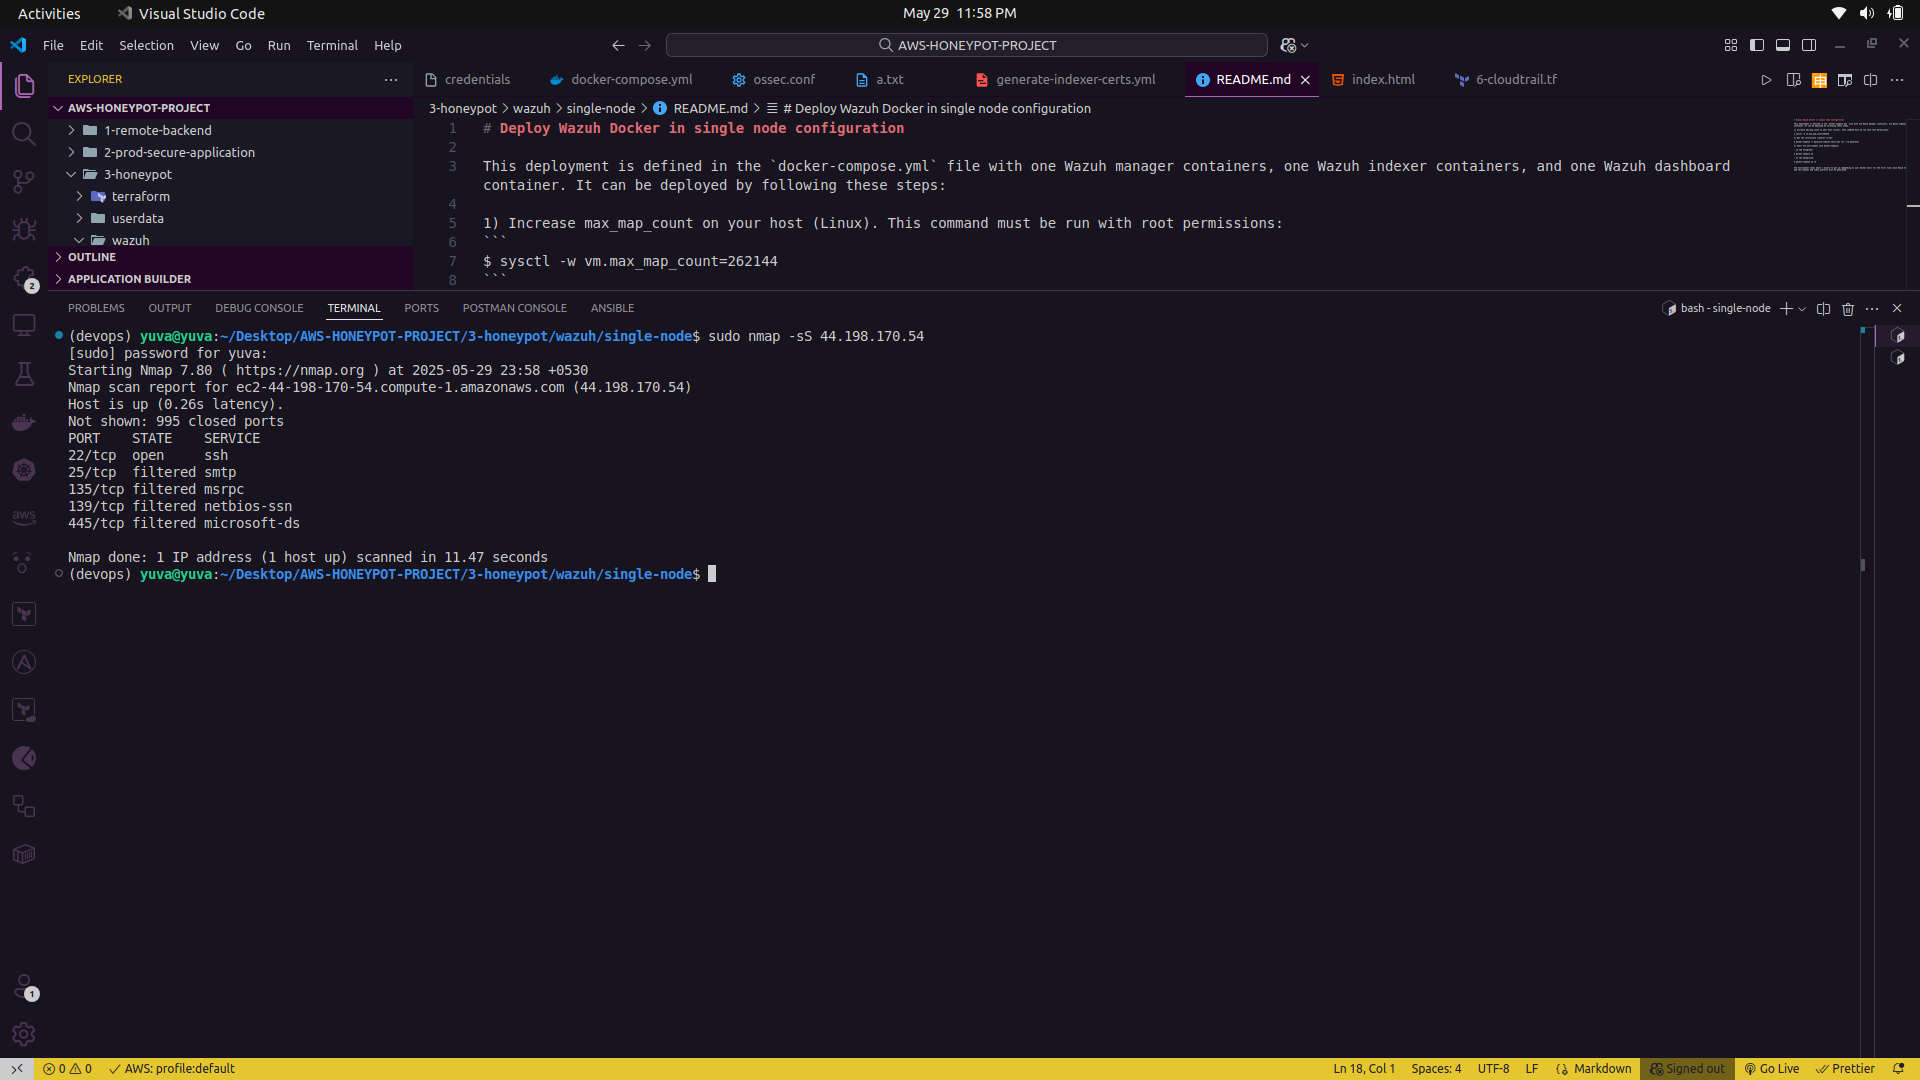 Activities
Visual Studio Code
May 29 11:58 PM
File Edit Selection View Go Run Terminal Help
AWS-HONEYPOT-PROJECT
EXPLORER
credentials
docker-compose.yml
ossec.conf
a.txt
generate-indexer-certs.yml
README.md
index.html
6-cloudtrail.tf
AWS-HONEYPOT-PROJECT
1-remote-backend
2-prod-secure-application
3-honeypot
terraform
userdata
wazuh
OUTLINE
APPLICATION BUILDER
3-honeypot > wazuh > single-node > README.md > # Deploy Wazuh Docker in single node configuration
1 # Deploy Wazuh Docker in single node configuration
2
3 This deployment is defined in the `docker-compose.yml` file with one Wazuh manager containers, one Wazuh indexer containers, and one Wazuh dashboard
container. It can be deployed by following these steps:
4
5 1) Increase max_map_count on your host (Linux). This command must be run with root permissions:
6 ```
7 $ sysctl -w vm.max_map_count=262144
8 ```
PROBLEMS OUTPUT DEBUG CONSOLE TERMINAL PORTS POSTMAN CONSOLE ANSIBLE
bash - single-node
(devops) yuva@yuva:~/Desktop/AWS-HONEYPOT-PROJECT/3-honeypot/wazuh/single-node$ sudo nmap -sS 44.198.170.54
[sudo] password for yuva:
Starting Nmap 7.80 ( https://nmap.org ) at 2025-05-29 23:58 +0530
Nmap scan report for ec2-44-198-170-54.compute-1.amazonaws.com (44.198.170.54)
Host is up (0.26s latency).
Not shown: 995 closed ports
PORT STATE SERVICE
22/tcp open ssh
25/tcp filtered smtp
135/tcp filtered msrpc
139/tcp filtered netbios-ssn
445/tcp filtered microsoft-ds
Nmap done: 1 IP address (1 host up) scanned in 11.47 seconds
(devops) yuva@yuva:~/Desktop/AWS-HONEYPOT-PROJECT/3-honeypot/wazuh/single-node$
2
aws
1
0 0 AWS: profile:default
Ln 18, Col 1 Spaces: 4 UTF-8 LF Markdown Signed out Go Live Prettier